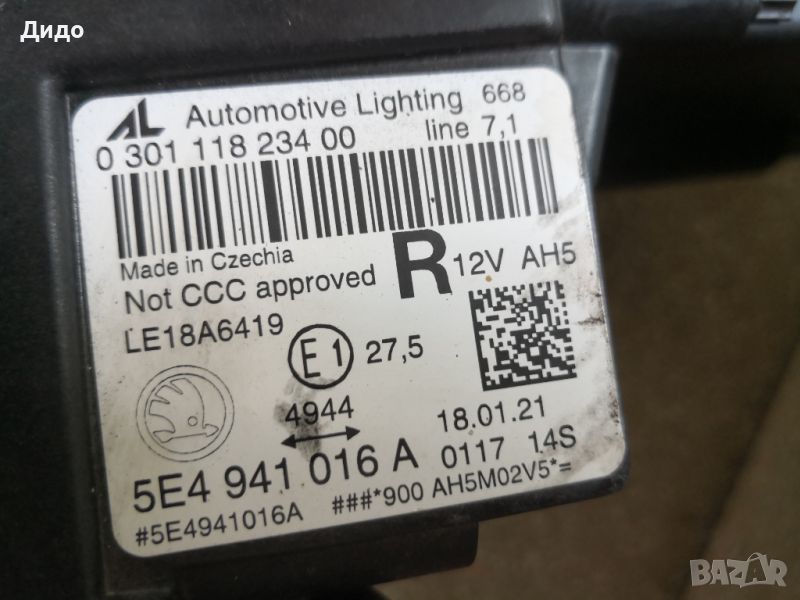 Дидо
AL Automotive Lighting 668
0 301 118 234 00 line 7,1
Made in Czechia
Not CCC approved R 12V AH5
LE18A6419
E1 27,5
4944
18.01.21
5E4 941 016 A 0117 14S
#5E4941016A ###*900 AH5M02V5*=
BAZAR